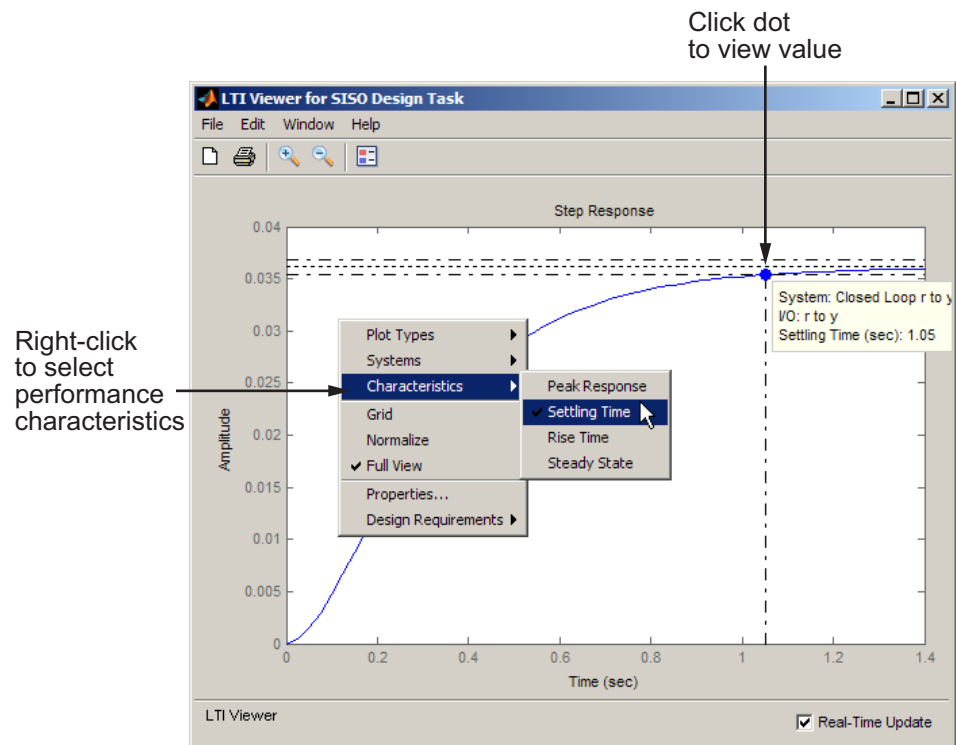 Click dot
to view value
LTI Viewer for SISO Design Task
File Edit Window Help
Step Response
0.04
0.035
0.03
0.025
0.02
0.015
0.01
0.005
0
Amplitude
System: Closed Loop r to y
I/O: r to y
Settling Time (sec): 1.05
Right-click
to select
performance
characteristics
Plot Types
Systems
Characteristics
Grid
Normalize
Full View
Properties...
Design Requirements
Peak Response
Settling Time
Rise Time
Steady State
0 0.2 0.4 0.6 0.8 1 1.2 1.4
Time (sec)
LTI Viewer
Real-Time Update